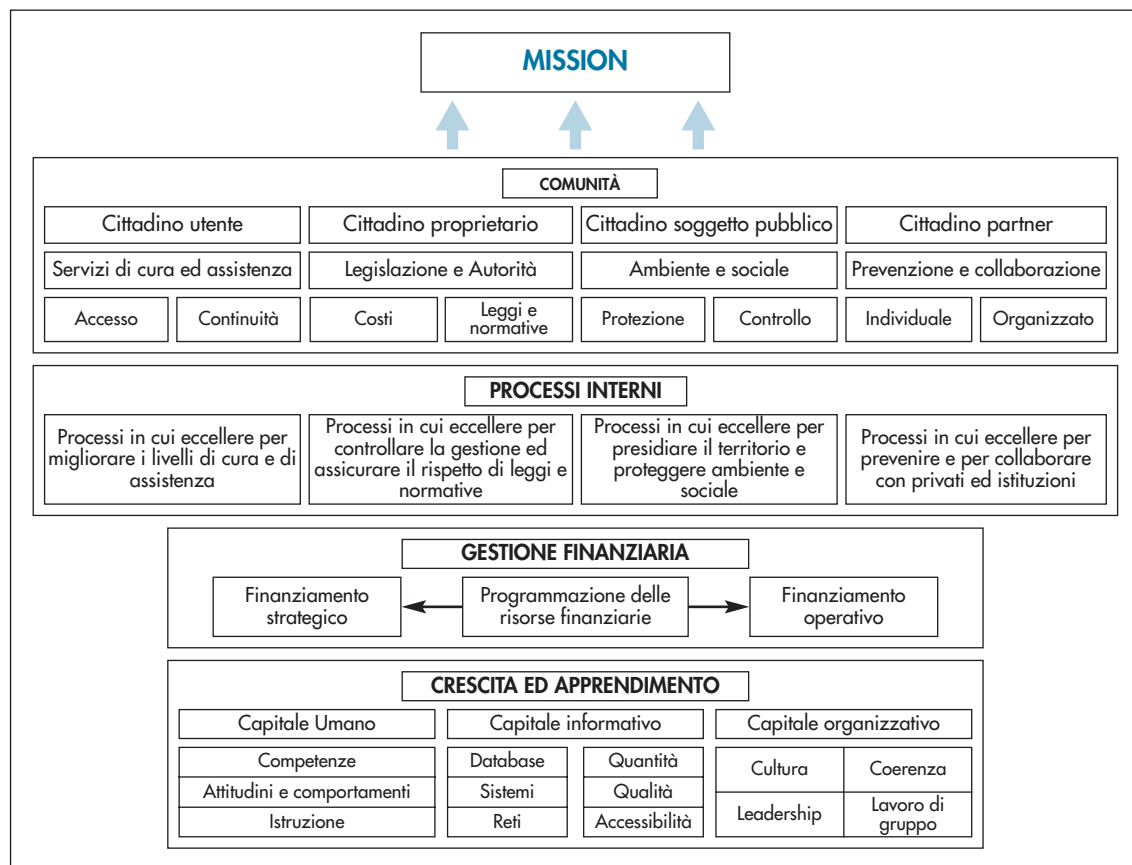 MISSION
COMUNITÀ
Cittadino utente
Cittadino proprietario
Cittadino soggetto pubblico
Cittadino partner
Servizi di cura ed assistenza
Legislazione e Autorità
Ambiente e sociale
Prevenzione e collaborazione
Accesso
Continuità
Costi
Leggi e
normative
Protezione
Controllo
Individuale
Organizzato
PROCESSI INTERNI
Processi in cui eccellere per
migliorare i livelli di cura e di
assistenza
Processi in cui eccellere per
controllare la gestione ed
assicurare il rispetto di leggi e
normative
Processi in cui eccellere per
presidiare il territorio e
proteggere ambiente e
sociale
Processi in cui eccellere per
prevenire e per collaborare
con privati ed istituzioni
GESTIONE FINANZIARIA
Finanziamento
strategico
Programmazione delle
risorse finanziarie
Finanziamento
operativo
CRESCITA ED APPRENDIMENTO
Capitale Umano
Capitale informativo
Capitale organizzativo
Competenze
Attitudini e comportamenti
Istruzione
Database
Sistemi
Reti
Quantità
Qualità
Accessibilità
Cultura
Coerenza
Leadership
Lavoro di
gruppo